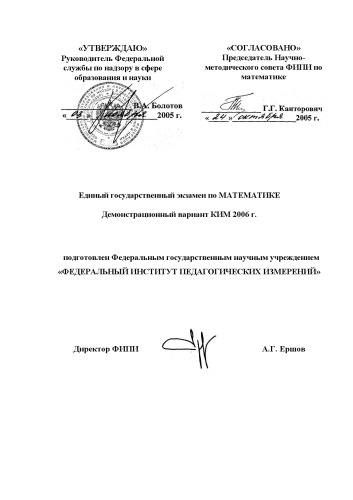 «УТВЕРЖДАЮ»
Руководитель Федеральной
службы по надзору в сфере
образования и науки
В.А. Болотов
« 03 » ноября 2005 г.
«СОГЛАСОВАНО»
Председатель Научно-
методического совета ФИПИ по
математике
Г.Г. Канторович
« 24 » октября 2005 г.
Единый государственный экзамен по МАТЕМАТИКЕ
Демонстрационный вариант КИМ 2006 г.
подготовлен Федеральным государственным научным учреждением
«ФЕДЕРАЛЬНЫЙ ИНСТИТУТ ПЕДАГОГИЧЕСКИХ ИЗМЕРЕНИЙ»
Директор ФИПИ
А.Г. Ершов